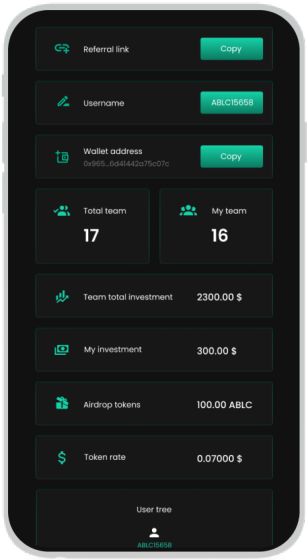 Referral link
Copy
Username
ABLC15658
Wallet address
Copy
0x965...6d41442a75c07c
Total team
17
My team
16
Team total investment
2300.00 $
My investment
300.00 $
Airdrop tokens
100.00 ABLC
Token rate
0.07000 $
User tree
ABLC15658